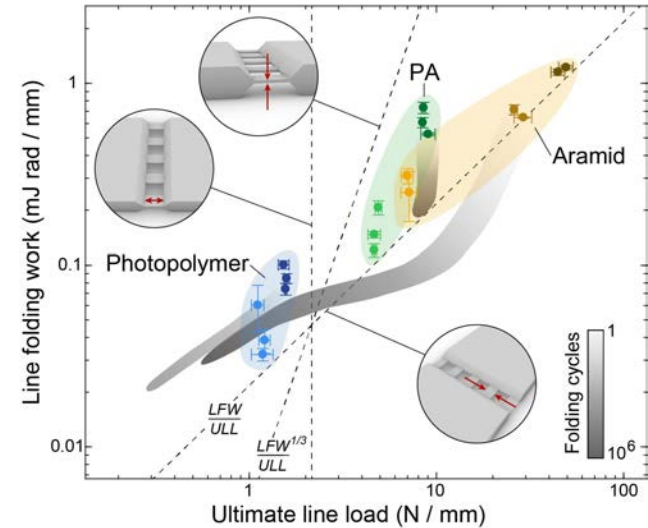 Line folding work (mJ rad / mm)
1
0.1
0.01
PA
Aramid
Photopolymer
LFW
ULL
LFW^1/3
ULL
Folding cycles
1
10^6
1
10
100
Ultimate line load (N / mm)